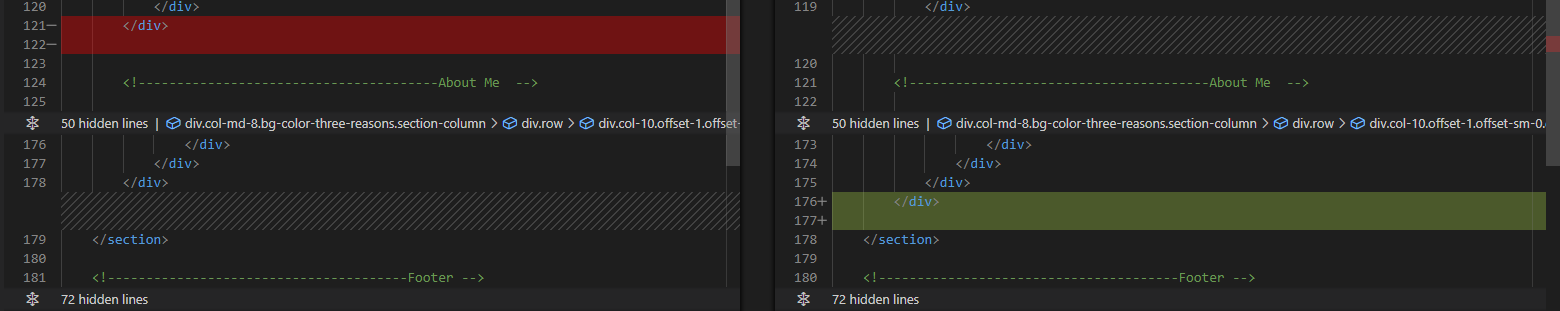 120 </div>
121− </div>
122−
123
124 <!---------------------------------------About Me  -->
125
50 hidden lines | div.col-md-8.bg-color-three-reasons.section-column > div.row > div.col-10.offset-1.offset-
176 </div>
177 </div>
178 </div>
179 </section>
180
181 <!---------------------------------------Footer -->
72 hidden lines
119 </div>
120
121 <!---------------------------------------About Me  -->
122
50 hidden lines | div.col-md-8.bg-color-three-reasons.section-column > div.row > div.col-10.offset-1.offset-sm-0.
173 </div>
174 </div>
175 </div>
176+ </div>
177+
178 </section>
179
180 <!---------------------------------------Footer -->
72 hidden lines